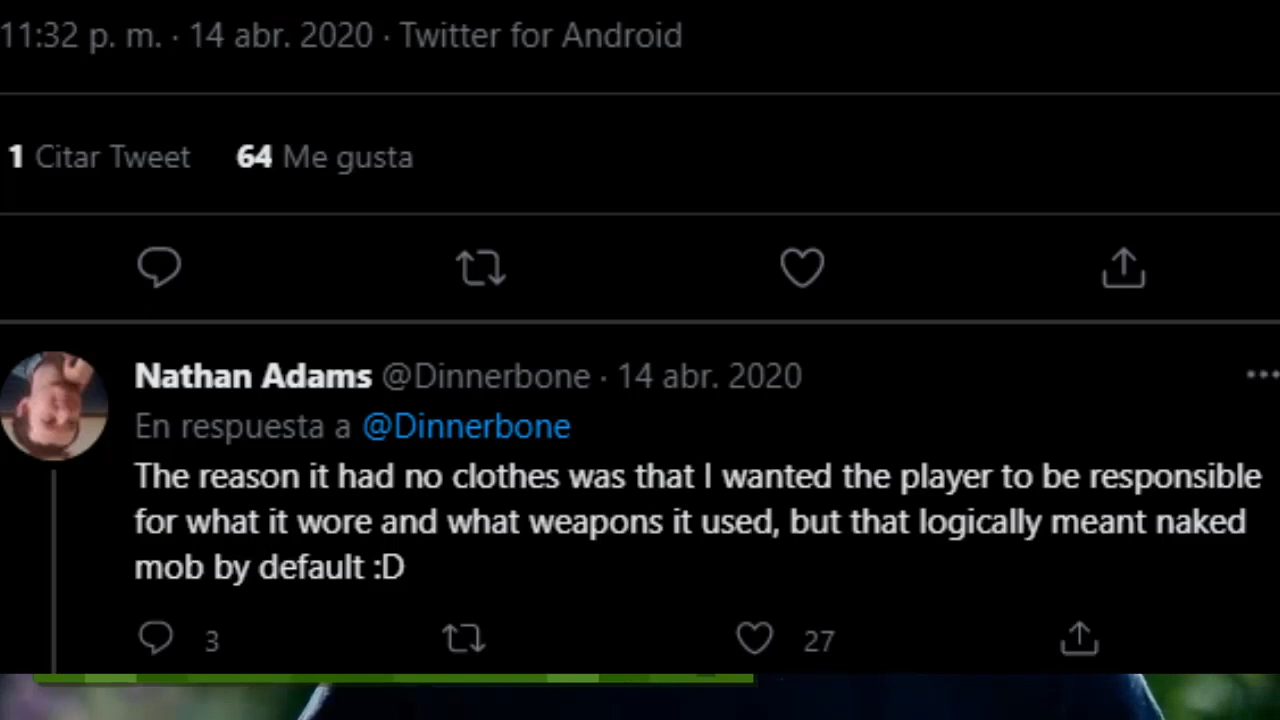 11:32 p. m. · 14 abr. 2020 · Twitter for Android
1 Citar Tweet 64 Me gusta
Nathan Adams @Dinnerbone · 14 abr. 2020
En respuesta a @Dinnerbone
The reason it had no clothes was that I wanted the player to be responsible
for what it wore and what weapons it used, but that logically meant naked
mob by default :D
3 27